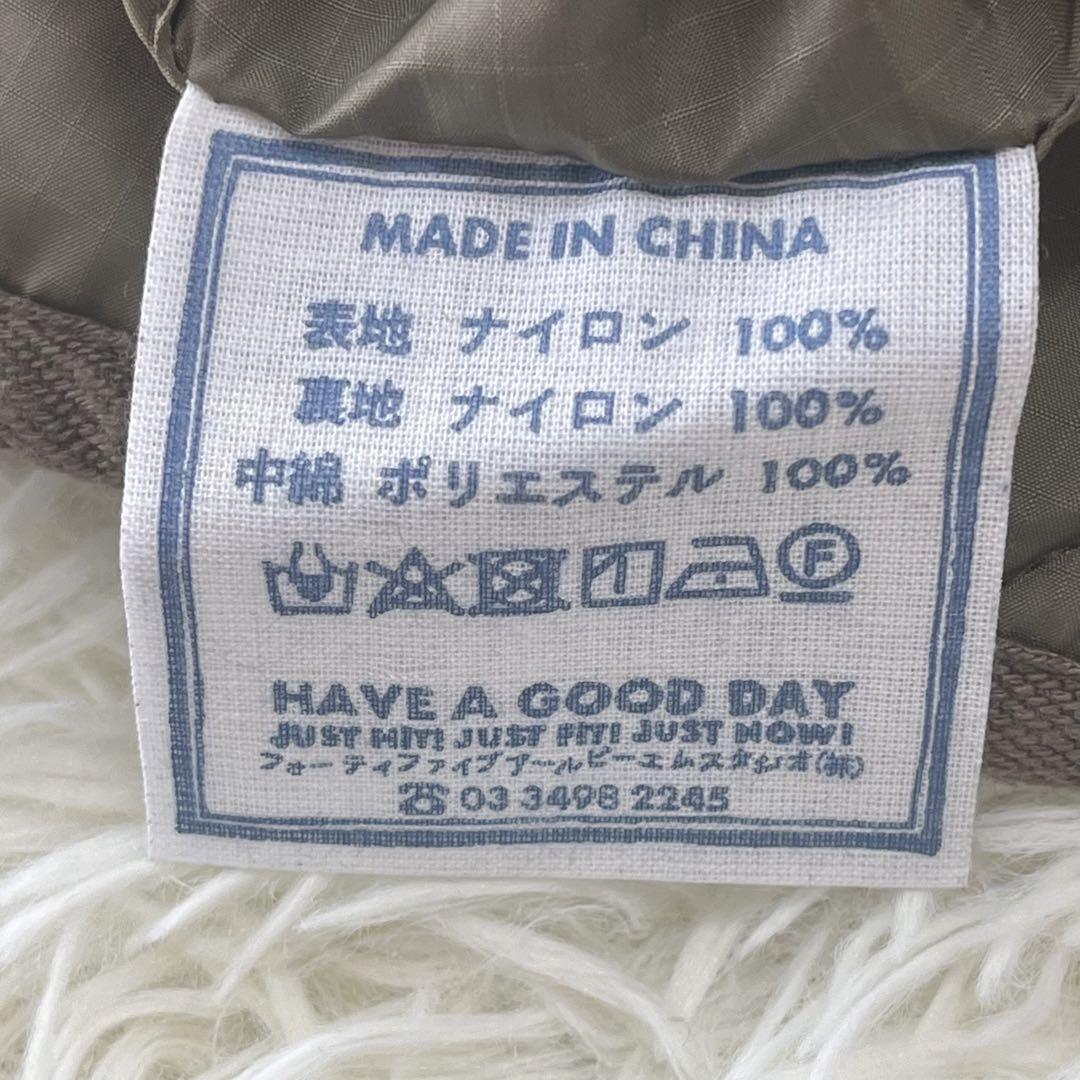 MADE IN CHINA
表地 ナイロン 100%
裏地 ナイロン 100%
中綿 ポリエステル 100%
F
HAVE A GOOD DAY
JUST HIT! JUST FIT! JUST NOW!
フォーティファイブアールピーエムスタジオ(株)
☎ 03 3498 2245